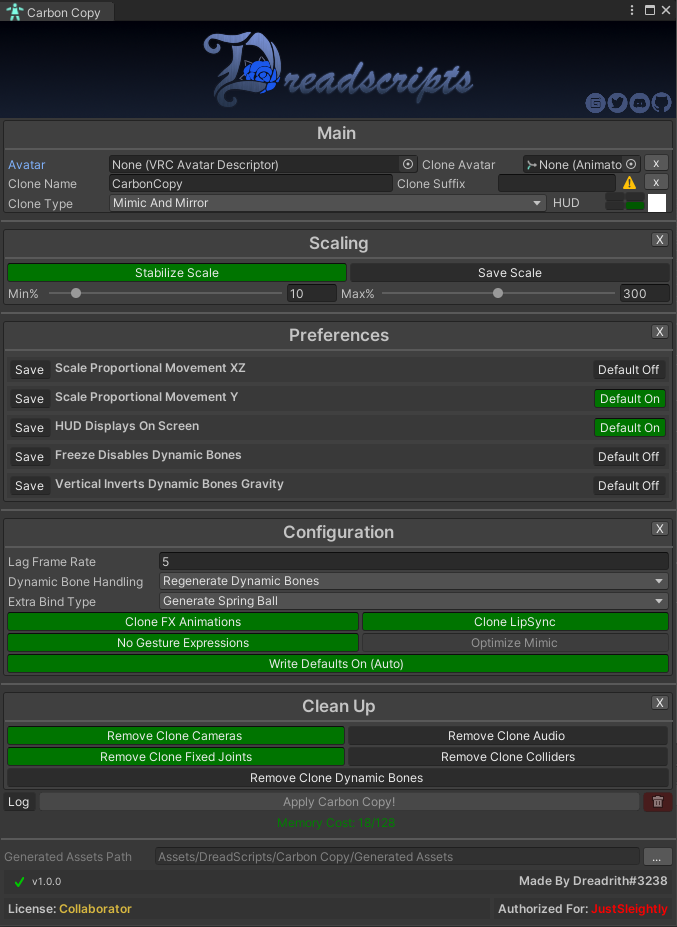 Carbon Copy
Dreadscripts
Main
Avatar None (VRC Avatar Descriptor) Clone Avatar None (Animato x
Clone Name CarbonCopy Clone Suffix x
Clone Type Mimic And Mirror HUD
Scaling X
Stabilize Scale Save Scale
Min% 10 Max% 300
Preferences X
Save Scale Proportional Movement XZ Default Off
Save Scale Proportional Movement Y Default On
Save HUD Displays On Screen Default On
Save Freeze Disables Dynamic Bones Default Off
Save Vertical Inverts Dynamic Bones Gravity Default Off
Configuration X
Lag Frame Rate 5
Dynamic Bone Handling Regenerate Dynamic Bones
Extra Bind Type Generate Spring Ball
Clone FX Animations Clone LipSync
No Gesture Expressions Optimize Mimic
Write Defaults On (Auto)
Clean Up X
Remove Clone Cameras Remove Clone Audio
Remove Clone Fixed Joints Remove Clone Colliders
Remove Clone Dynamic Bones
Log Apply Carbon Copy!
Memory Cost: 18/128
Generated Assets Path Assets/DreadScripts/Carbon Copy/Generated Assets ...
v1.0.0 Made By Dreadrith#3238
License: Collaborator Authorized For: JustSleightly